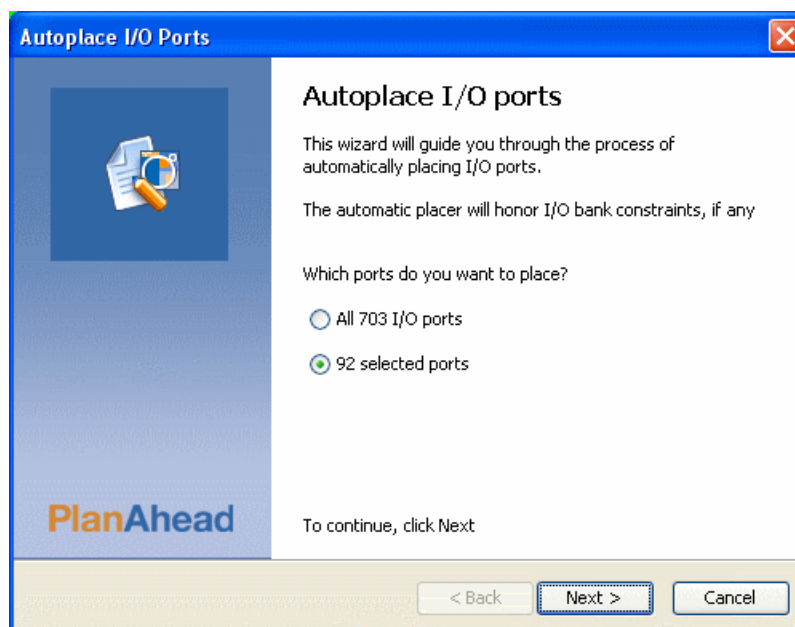 Autoplace I/O Ports
Autoplace I/O ports
This wizard will guide you through the process of
automatically placing I/O ports.
The automatic placer will honor I/O bank constraints, if any
Which ports do you want to place?
All 703 I/O ports
92 selected ports
PlanAhead
To continue, click Next
< Back
Next >
Cancel